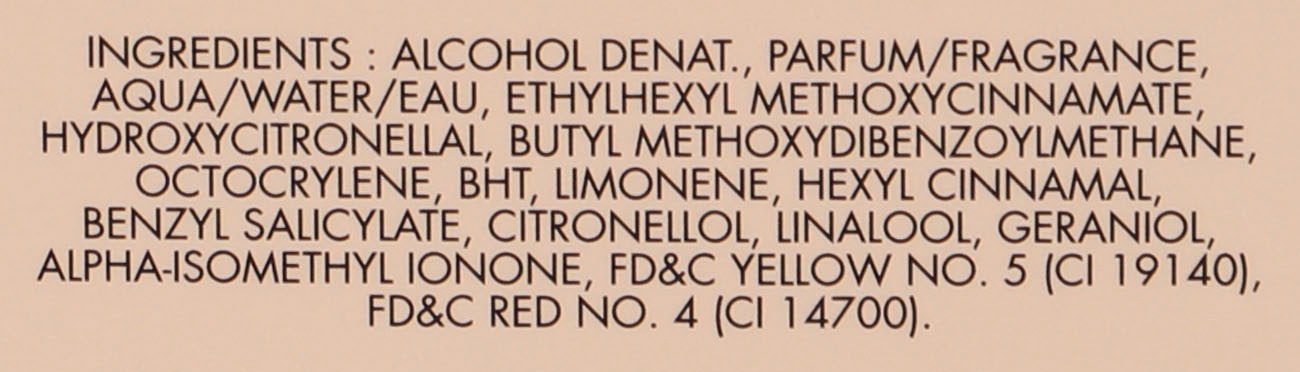 INGREDIENTS : ALCOHOL DENAT., PARFUM/FRAGRANCE,
AQUA/WATER/EAU, ETHYLHEXYL METHOXYCINNAMATE,
HYDROXYCITRONELLAL, BUTYL METHOXYDIBENZOYLMETHANE,
OCTOCRYLENE, BHT, LIMONENE, HEXYL CINNAMAL,
BENZYL SALICYLATE, CITRONELLOL, LINALOOL, GERANIOL,
ALPHA-ISOMETHYL IONONE, FD&C YELLOW NO. 5 (CI 19140),
FD&C RED NO. 4 (CI 14700).